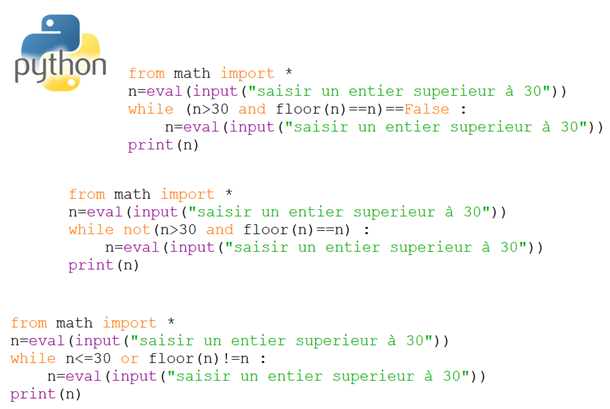 python
from math import *
n=eval(input("saisir un entier superieur à 30"))
while (n>30 and floor(n)==n)==False :
    n=eval(input("saisir un entier superieur à 30"))
print(n)
from math import *
n=eval(input("saisir un entier superieur à 30"))
while not(n>30 and floor(n)==n) :
    n=eval(input("saisir un entier superieur à 30"))
print(n)
from math import *
n=eval(input("saisir un entier superieur à 30"))
while n<=30 or floor(n)!=n :
    n=eval(input("saisir un entier superieur à 30"))
print(n)